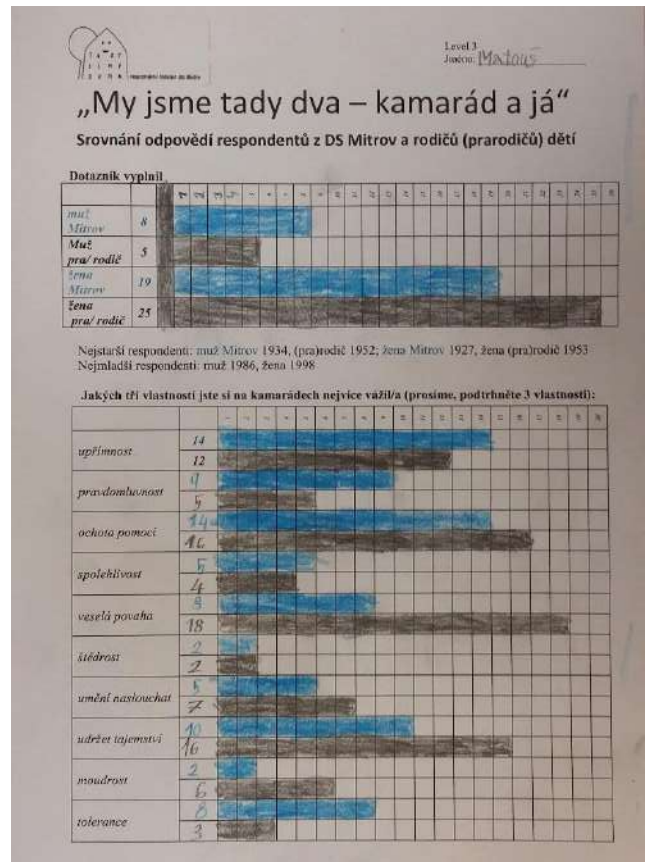 Level 3
Jméno: Matouš
„My jsme tady dva – kamarád a já“
Srovnání odpovědí respondentů z DS Mitrov a rodičů (prarodičů) dětí
Dotazník vyplnil
1 2 3 4
muž Mitrov 8
Muž pra/ rodič 5
žena Mitrov 19
žena pra/ rodič 25
Nejstarší respondenti: muž Mitrov 1934, (pra)rodič 1952; žena Mitrov 1927, žena (pra)rodič 1953
Nejmladší respondenti: muž 1986, žena 1998
Jakých tří vlastností jste si na kamarádech nejvíce vážil/a (prosíme, podtrhněte 3 vlastnosti):
upřímnost 14
12
pravdomluvnost 9
5
ochota pomoci 14
16
spolehlivost 5
4
veselá povaha 8
18
štědrost 2
2
umění naslouchat 5
7
udržet tajemství 10
16
moudrost 2
6
tolerance 8
3